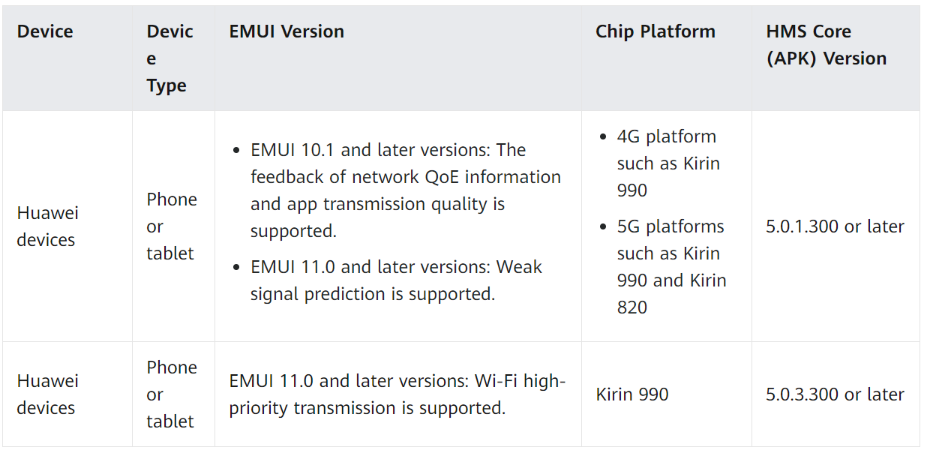 Device
Devic
e
Type
EMUI Version
Chip Platform
HMS Core
(APK) Version
Huawei
devices
Phone
or
tablet
• EMUI 10.1 and later versions: The
feedback of network QoE information
and app transmission quality is
supported.
• EMUI 11.0 and later versions: Weak
signal prediction is supported.
• 4G platform
such as Kirin
990
• 5G platforms
such as Kirin
990 and Kirin
820
5.0.1.300 or later
Huawei
devices
Phone
or
tablet
EMUI 11.0 and later versions: Wi-Fi high-
priority transmission is supported.
Kirin 990
5.0.3.300 or later